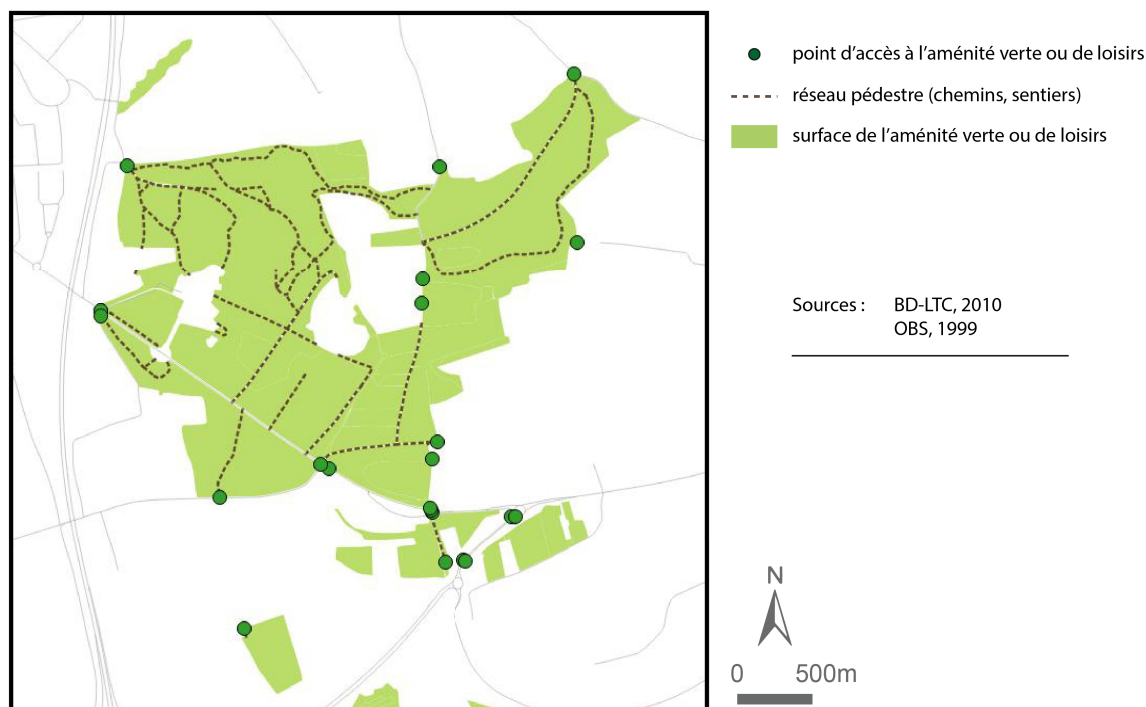 point d’accès à l’aménité verte ou de loisirs
réseau pédestre (chemins, sentiers)
surface de l’aménité verte ou de loisirs
Sources : BD-LTC, 2010
OBS, 1999
N
0 500m